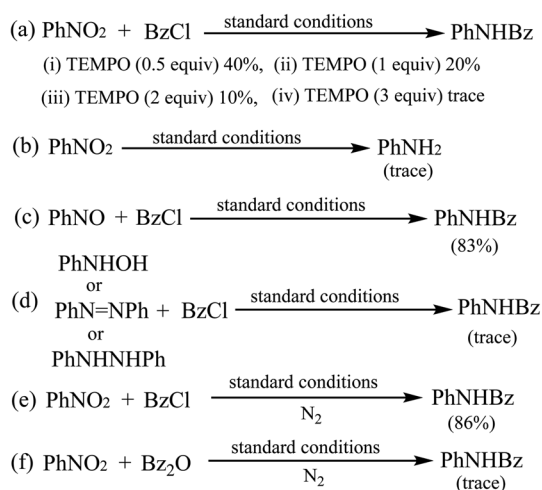 (a) PhNO2 + BzCl standard conditions PhNHBz
(i) TEMPO (0.5 equiv) 40%, (ii) TEMPO (1 equiv) 20%
(iii) TEMPO (2 equiv) 10%, (iv) TEMPO (3 equiv) trace
(b) PhNO2 standard conditions PhNH2
(trace)
(c) PhNO + BzCl standard conditions PhNHBz
(83%)
PhNHOH
or
(d) PhN=NPh + BzCl standard conditions PhNHBz
or
(trace)
PhNHNHPh
(e) PhNO2 + BzCl standard conditions PhNHBz
N2
(86%)
(f) PhNO2 + Bz2O standard conditions PhNHBz
N2
(trace)